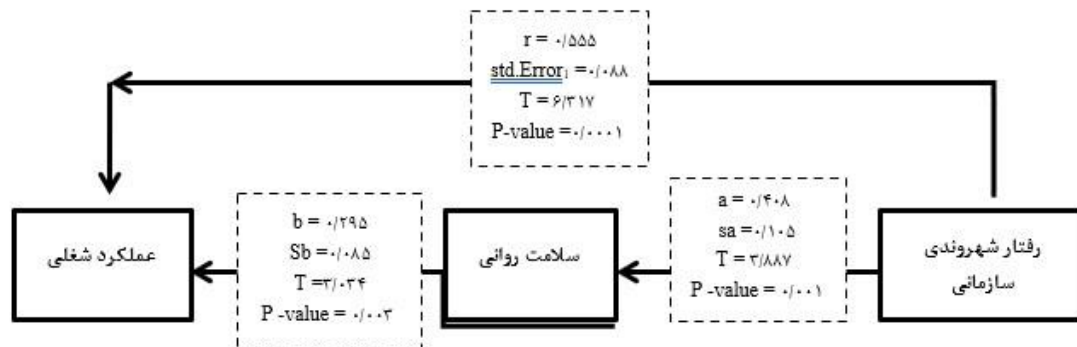 r = ۰/۵۵۵
std.Error₁ =۰/۰۸۸
T = ۶/۳۱۷
P-value =۰/۰۰۰۱
رفتار شهروندی
سازمانی
a = ۰/۴۰۸
sa = ۰/۱۰۵
T = ۳/۸۸۷
P -value = ۰/۰۰۱
سلامت روانی
b = ۰/۲۹۵
Sb =۰/۰۸۵
T =۳/۰۳۴
P -value = ۰/۰۰۳
عملکرد شغلی